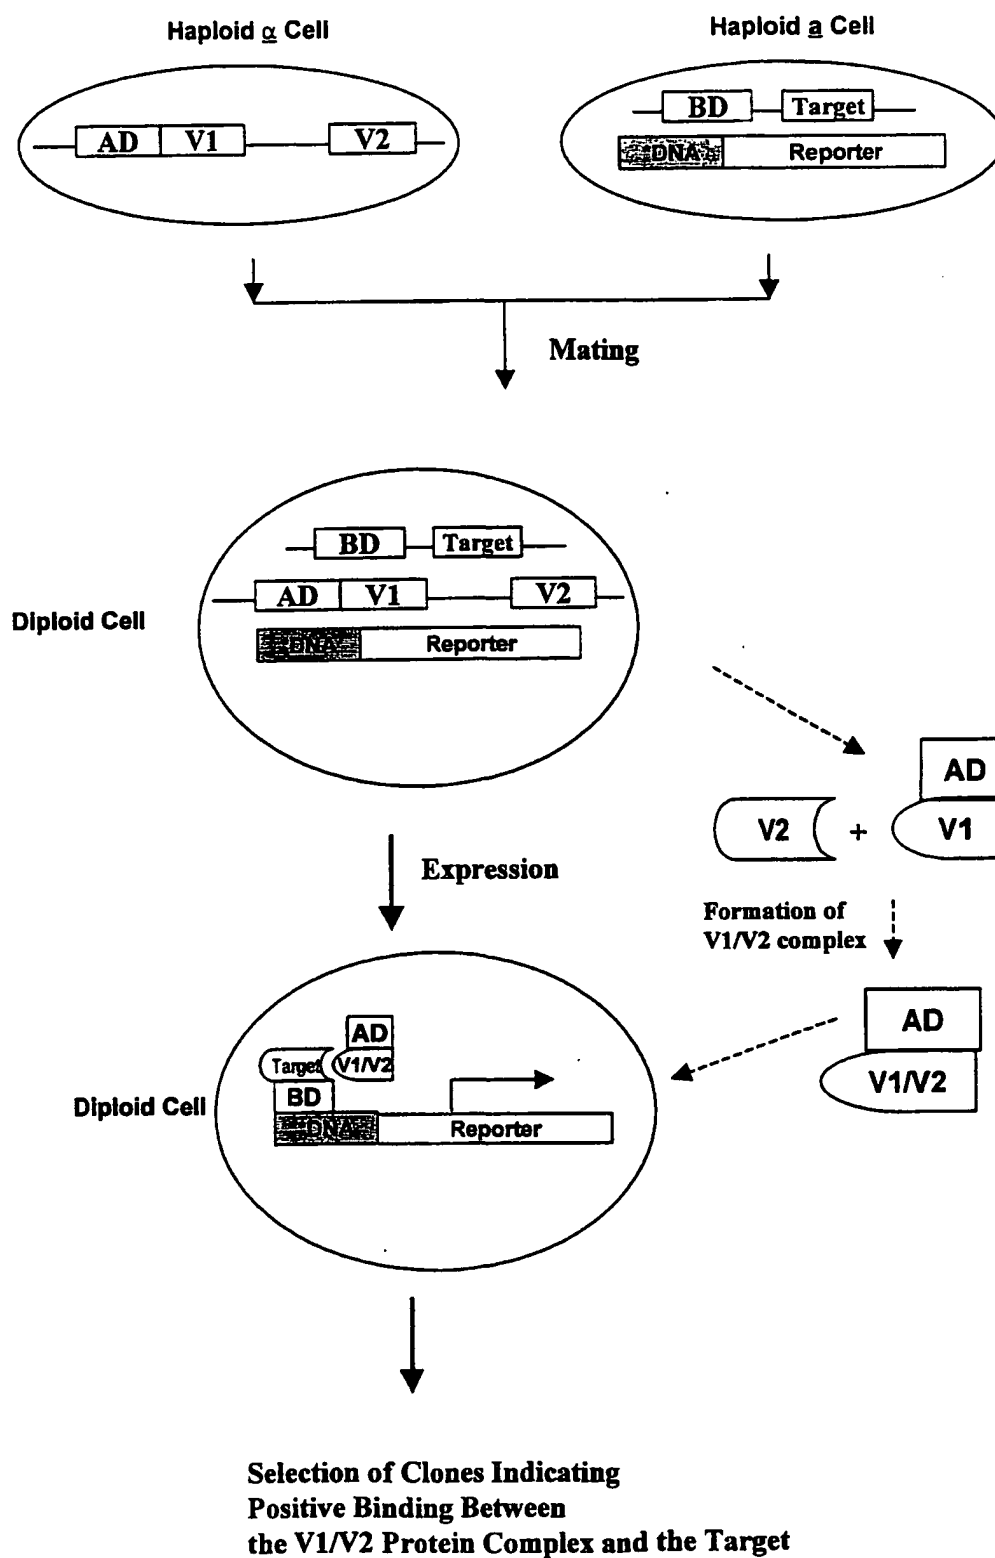 Haploid α Cell
Haploid a Cell
AD V1 V2
BD Target
DNA Reporter
Mating
Diploid Cell
BD Target
AD V1 V2
DNA Reporter
AD
V2 + V1
Expression
Formation of
V1/V2 complex
AD
V1/V2
Diploid Cell
AD
Target V1/V2
BD
DNA Reporter
Selection of Clones Indicating
Positive Binding Between
the V1/V2 Protein Complex and the Target